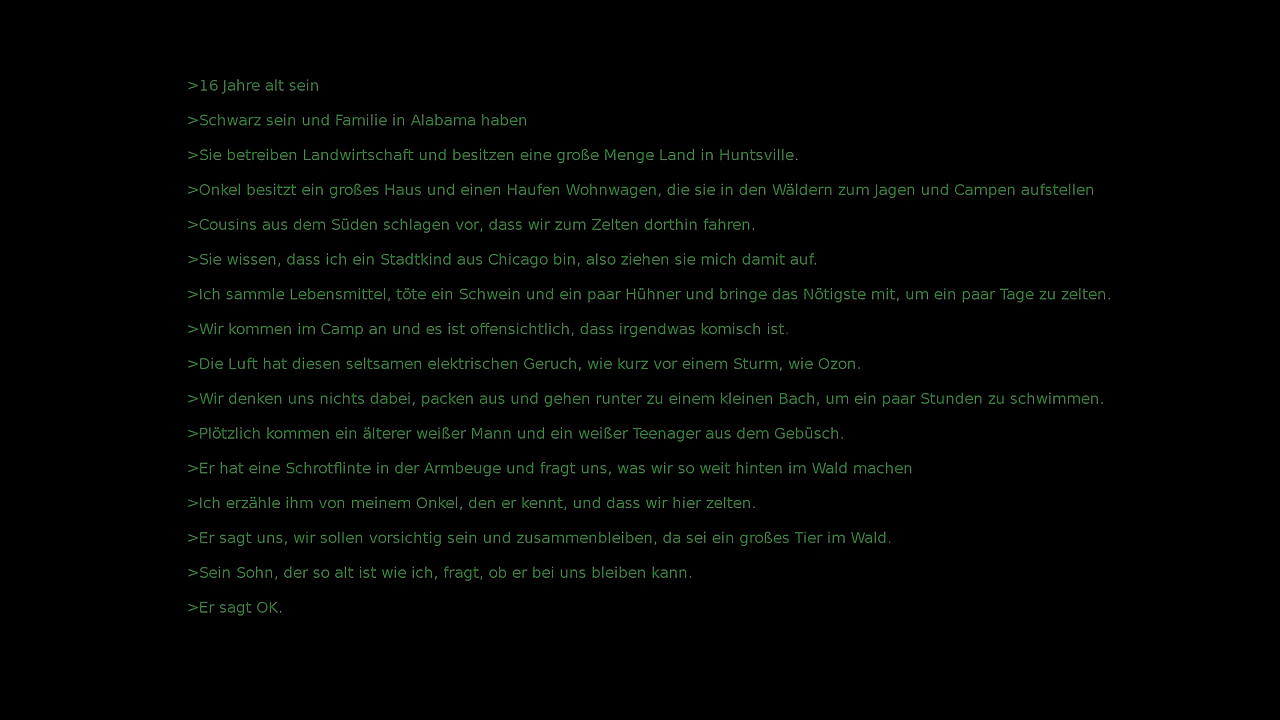 >16 Jahre alt sein
>Schwarz sein und Familie in Alabama haben
>Sie betreiben Landwirtschaft und besitzen eine große Menge Land in Huntsville.
>Onkel besitzt ein großes Haus und einen Haufen Wohnwagen, die sie in den Wäldern zum Jagen und Campen aufstellen
>Cousins aus dem Süden schlagen vor, dass wir zum Zelten dorthin fahren.
>Sie wissen, dass ich ein Stadtkind aus Chicago bin, also ziehen sie mich damit auf.
>Ich sammle Lebensmittel, töte ein Schwein und ein paar Hühner und bringe das Nötigste mit, um ein paar Tage zu zelten.
>Wir kommen im Camp an und es ist offensichtlich, dass irgendwas komisch ist.
>Die Luft hat diesen seltsamen elektrischen Geruch, wie kurz vor einem Sturm, wie Ozon.
>Wir denken uns nichts dabei, packen aus und gehen runter zu einem kleinen Bach, um ein paar Stunden zu schwimmen.
>Plötzlich kommen ein älterer weißer Mann und ein weißer Teenager aus dem Gebüsch.
>Er hat eine Schrotflinte in der Armbeuge und fragt uns, was wir so weit hinten im Wald machen
>Ich erzähle ihm von meinem Onkel, den er kennt, und dass wir hier zelten.
>Er sagt uns, wir sollen vorsichtig sein und zusammenbleiben, da sei ein großes Tier im Wald.
>Sein Sohn, der so alt ist wie ich, fragt, ob er bei uns bleiben kann.
>Er sagt OK.